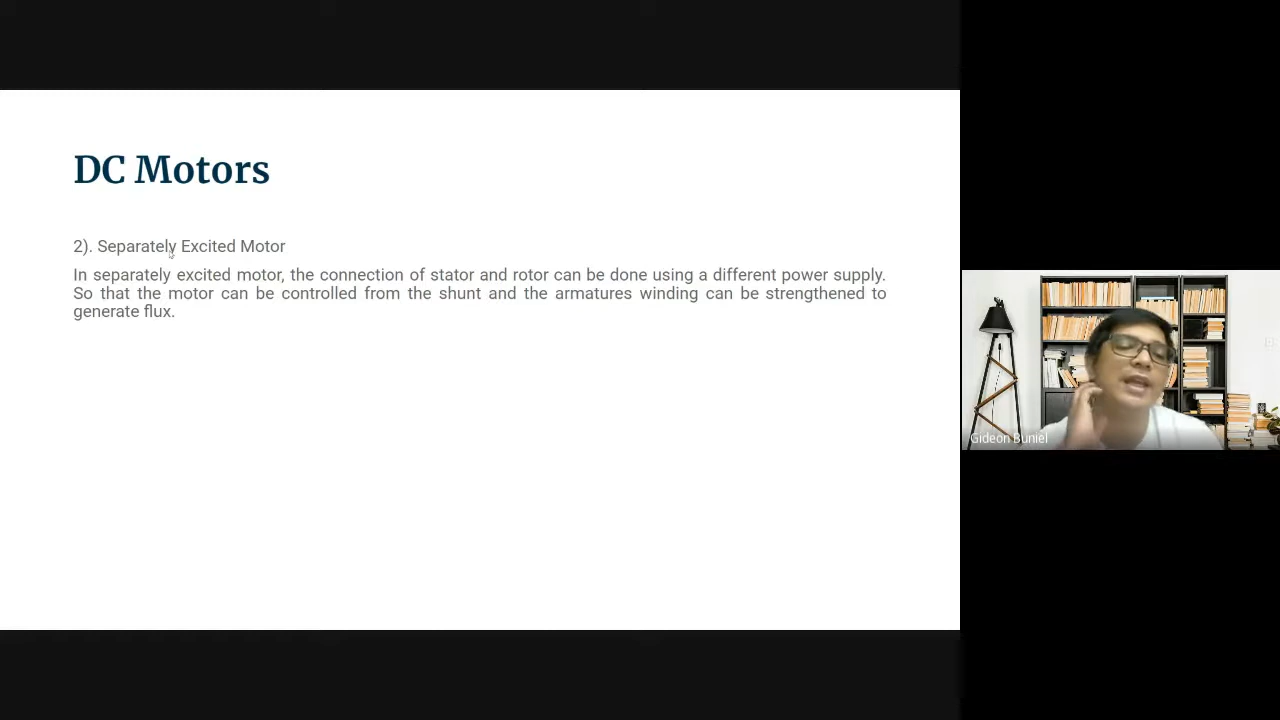 DC Motors
2). Separately Excited Motor
In separately excited motor, the connection of stator and rotor can be done using a different power supply.
So that the motor can be controlled from the shunt and the armatures winding can be strengthened to
generate flux.
Gideon Buniel